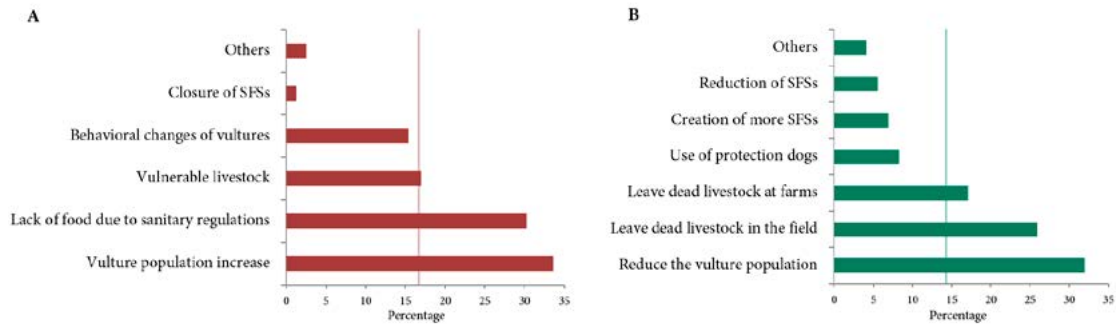 A
Others
Closure of SFSs
Behavioral changes of vultures
Vulnerable livestock
Lack of food due to sanitary regulations
Vulture population increase
0 5 10 15 20 25 30 35
Percentage
B
Others
Reduction of SFSs
Creation of more SFSs
Use of protection dogs
Leave dead livestock at farms
Leave dead livestock in the field
Reduce the vulture population
0 5 10 15 20 25 30 35
Percentage